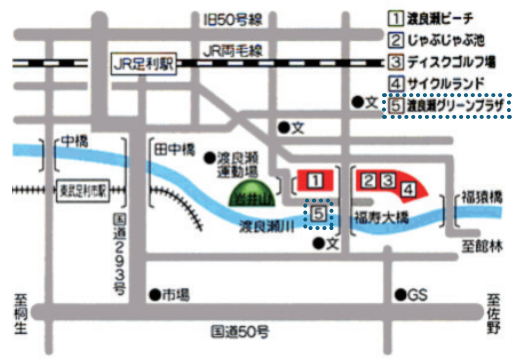 旧50号線
JR両毛線
JR足利駅
1 渡良瀬ビーチ
2 じゃぶじゃぶ池
3 ディスクゴルフ場
4 サイクルランド
5 渡良瀬グリーンプラザ
●文
●文
中橋
田中橋
●渡良瀬
運動場
1
2 3 4
東武足利市駅
岩井山
福猿橋
5
福寿大橋
渡良瀬川
国道293号
●文
至館林
●市場
●GS
至桐生
至佐野
国道50号